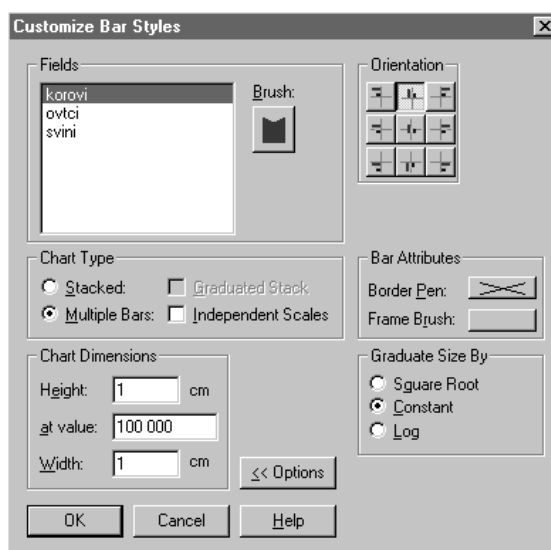 Customize Bar Styles
Fields
korovi
ovtci
svini
Brush:
Orientation
Chart Type
Stacked:
Graduated Stack
Multiple Bars:
Independent Scales
Bar Attributes
Border Pen:
Frame Brush:
Chart Dimensions
Height: 1 cm
at value: 100 000
Width: 1 cm
<< Options
Graduate Size By
Square Root
Constant
Log
OK
Cancel
Help